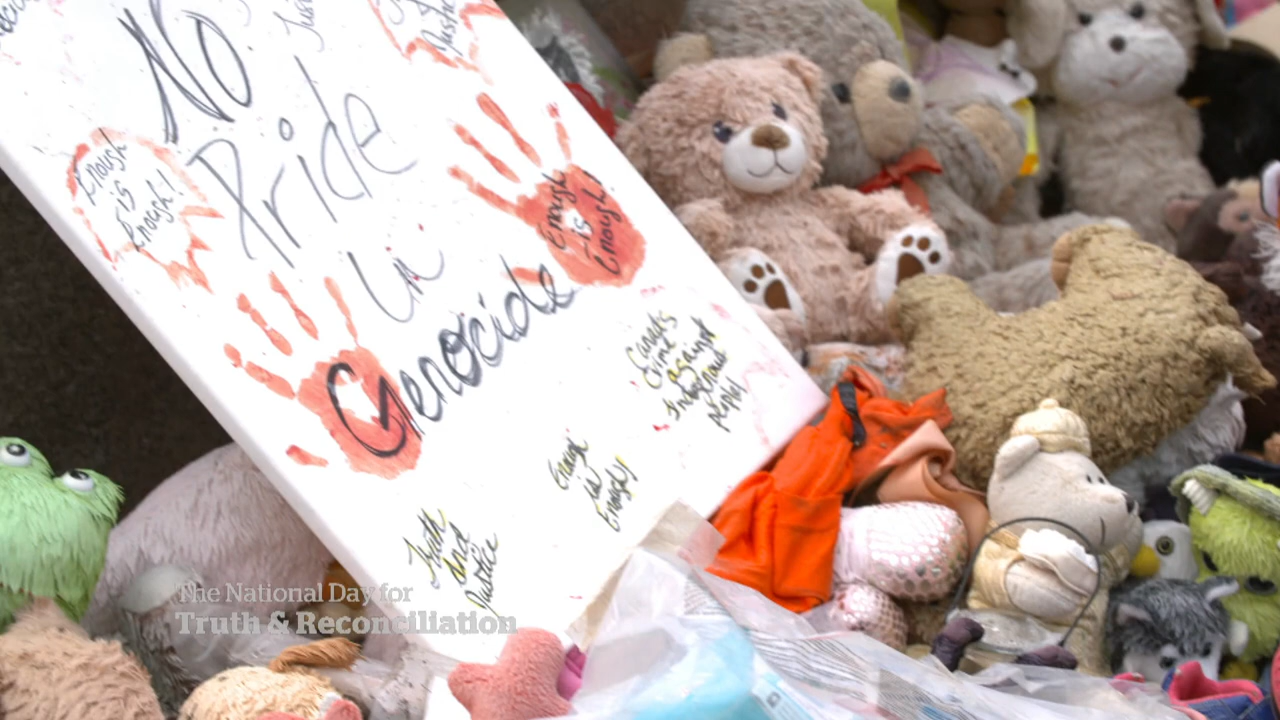 No
Pride
in
Genocide
Enough
is
Enough!
Enough
is
Enough!
Canada's
Crime
against
Indigenous
people!
Enough
is
Enough!
Truth
And
Justice
The National Day for
Truth & Reconciliation